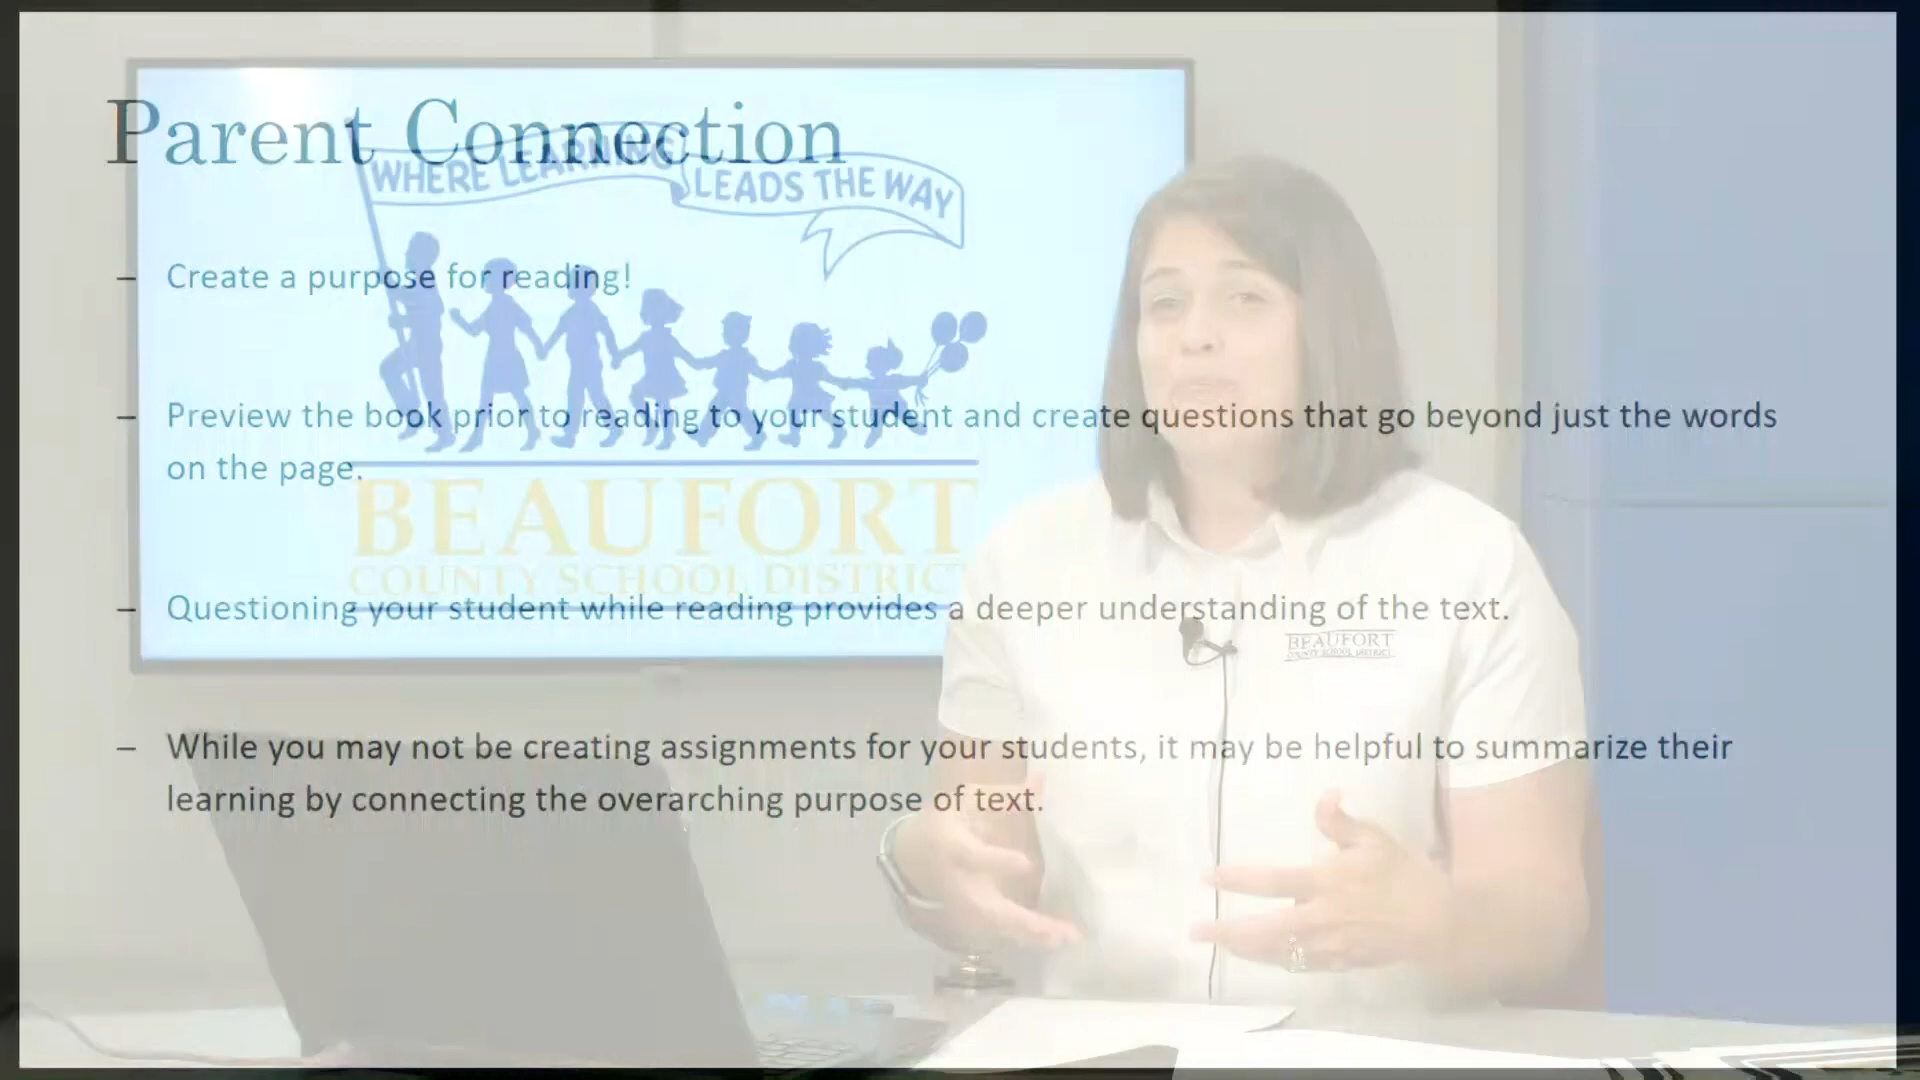 Parent Connection
WHERE LEARNING
LEADS THE WAY
– Create a purpose for reading!
– Preview the book prior to reading to your student and create questions that go beyond just the words
on the page.
BEAUFORT
COUNTY SCHOOL DISTRICT
– Questioning your student while reading provides a deeper understanding of the text.
BEAUFORT
COUNTY SCHOOL DISTRICT
– While you may not be creating assignments for your students, it may be helpful to summarize their
learning by connecting the overarching purpose of text.